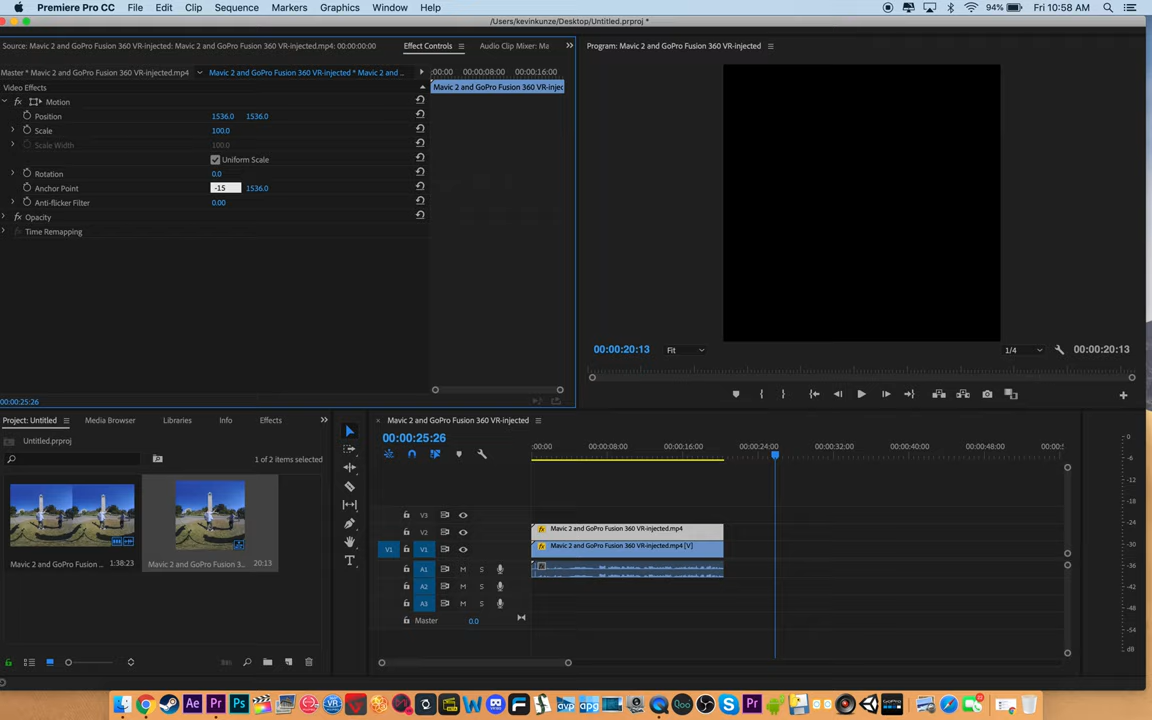 Premiere Pro CC File Edit Clip Sequence Markers Graphics Window Help 94% Fri 10:58 AM
/Users/kevinkunze/Desktop/Untitled.prproj *
Source: Mavic 2 and GoPro Fusion 360 VR-injected: Mavic 2 and GoPro Fusion 360 VR-injected.mp4: 00:00:00:00 Effect Controls Audio Clip Mixer: Ma
Program: Mavic 2 and GoPro Fusion 360 VR-injected
Master * Mavic 2 and GoPro Fusion 360 VR-injected.mp4 Mavic 2 and GoPro Fusion 360 VR-injected * Mavic 2 and ...
:00:00 00:00:08:00 00:00:16:00
Video Effects
Mavic 2 and GoPro Fusion 360 VR-injec
fx Motion
Position 1536.0 1536.0
Scale 100.0
Scale Width 100.0
Uniform Scale
Rotation 0.0
Anchor Point -15 1536.0
Anti-flicker Filter 0.00
fx Opacity
Time Remapping
00:00:25:26
00:00:20:13 Fit 1/4 00:00:20:13
Project: Untitled Media Browser Libraries Info Effects
Untitled.prproj
1 of 2 items selected
Mavic 2 and GoPro Fusion ... 1:38:23
Mavic 2 and GoPro Fusion 3... 20:13
Mavic 2 and GoPro Fusion 360 VR-injected
00:00:25:26
:00:00 00:00:08:00 00:00:16:00 00:00:24:00 00:00:32:00 00:00:40:00 00:00:48:00 00:00:5
V3
V2 Mavic 2 and GoPro Fusion 360 VR-injected.mp4
V1 V1 Mavic 2 and GoPro Fusion 360 VR-injected.mp4 [V]
A1 M S
A2 M S
A3 M S
Master 0.0
0
-6
-12
-18
-24
-30
-36
-42
-48
-54
dB